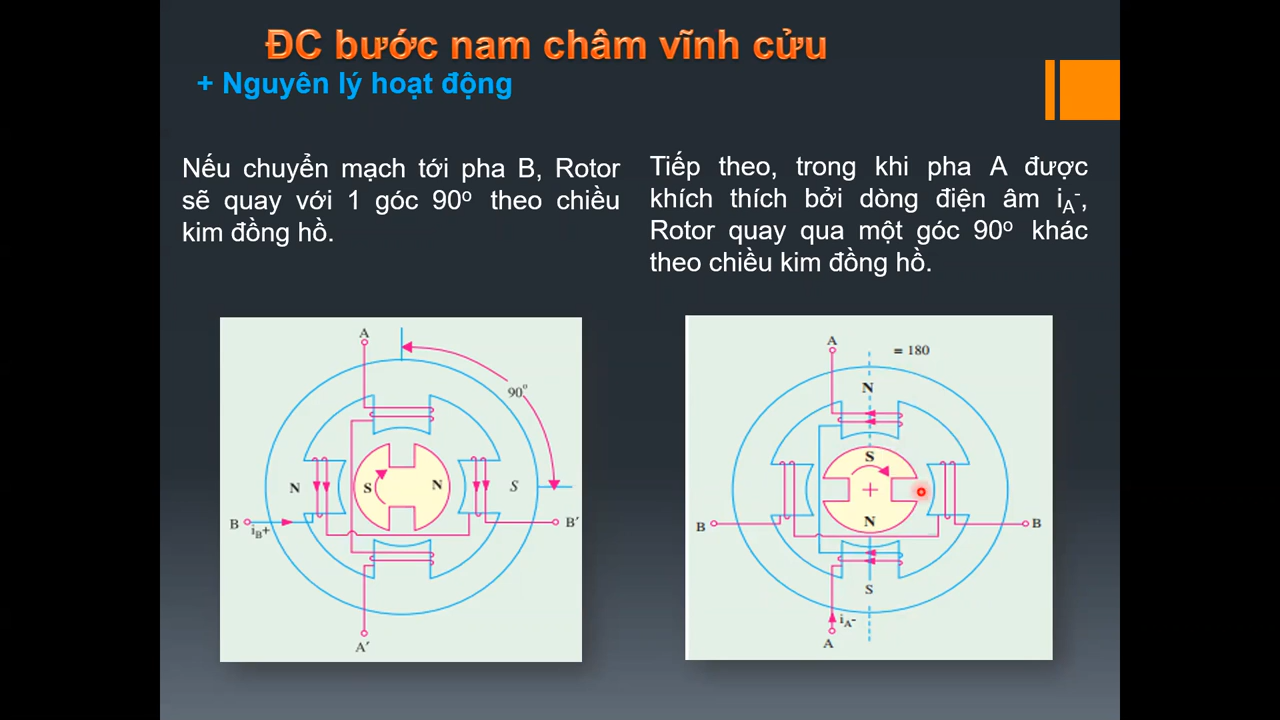 ĐC bước nam châm vĩnh cửu
+ Nguyên lý hoạt động
Nếu chuyển mạch tới pha B, Rotor
sẽ quay với 1 góc 90º theo chiều
kim đồng hồ.
Tiếp theo, trong khi pha A được
khích thích bởi dòng điện âm iA-,
Rotor quay qua một góc 90º khác
theo chiều kim đồng hồ.
A
90º
N
S
N
S
B
iB+
B′
A′
A
= 180
N
S
B
B
N
S
iA-
A